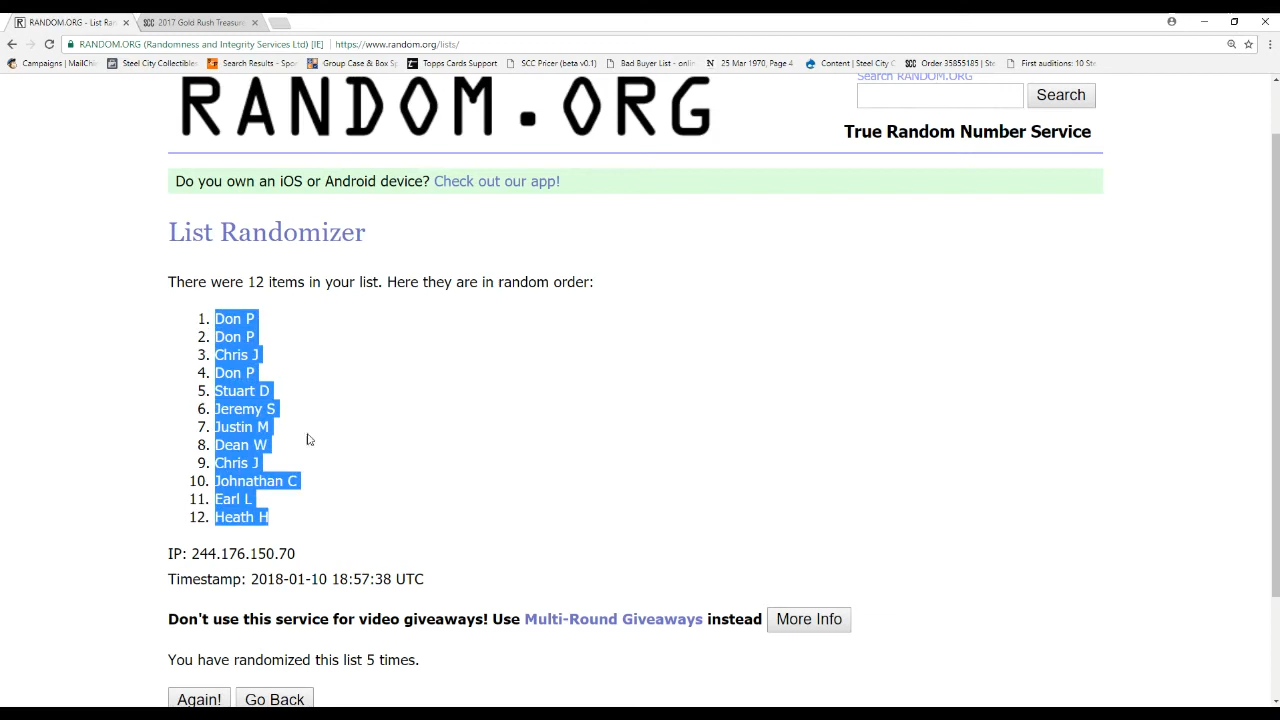 RANDOM.ORG - List Ra
SCC 2017 Gold Rush Treasur
RANDOM.ORG (Randomness and Integrity Services Ltd) [IE] https://www.random.org/lists/
Campaigns | MailCh Steel City Collectibles Search Results - Spo Group Case & Box S Topps Cards Support SCC Pricer (beta v0.1) Bad Buyer List - onlin 25 Mar 1970, Page 4 Content | Steel City C SCC Order 35855185 | St First auditions: 10 Ste
RANDOM.ORG
Search RANDOM.ORG
Search
True Random Number Service
Do you own an iOS or Android device? Check out our app!
List Randomizer
There were 12 items in your list. Here they are in random order:
1. Don P
2. Don P
3. Chris J
4. Don P
5. Stuart D
6. Jeremy S
7. Justin M
8. Dean W
9. Chris J
10. Johnathan C
11. Earl L
12. Heath H
IP: 244.176.150.70
Timestamp: 2018-01-10 18:57:38 UTC
Don't use this service for video giveaways! Use Multi-Round Giveaways instead More Info
You have randomized this list 5 times.
Again! Go Back